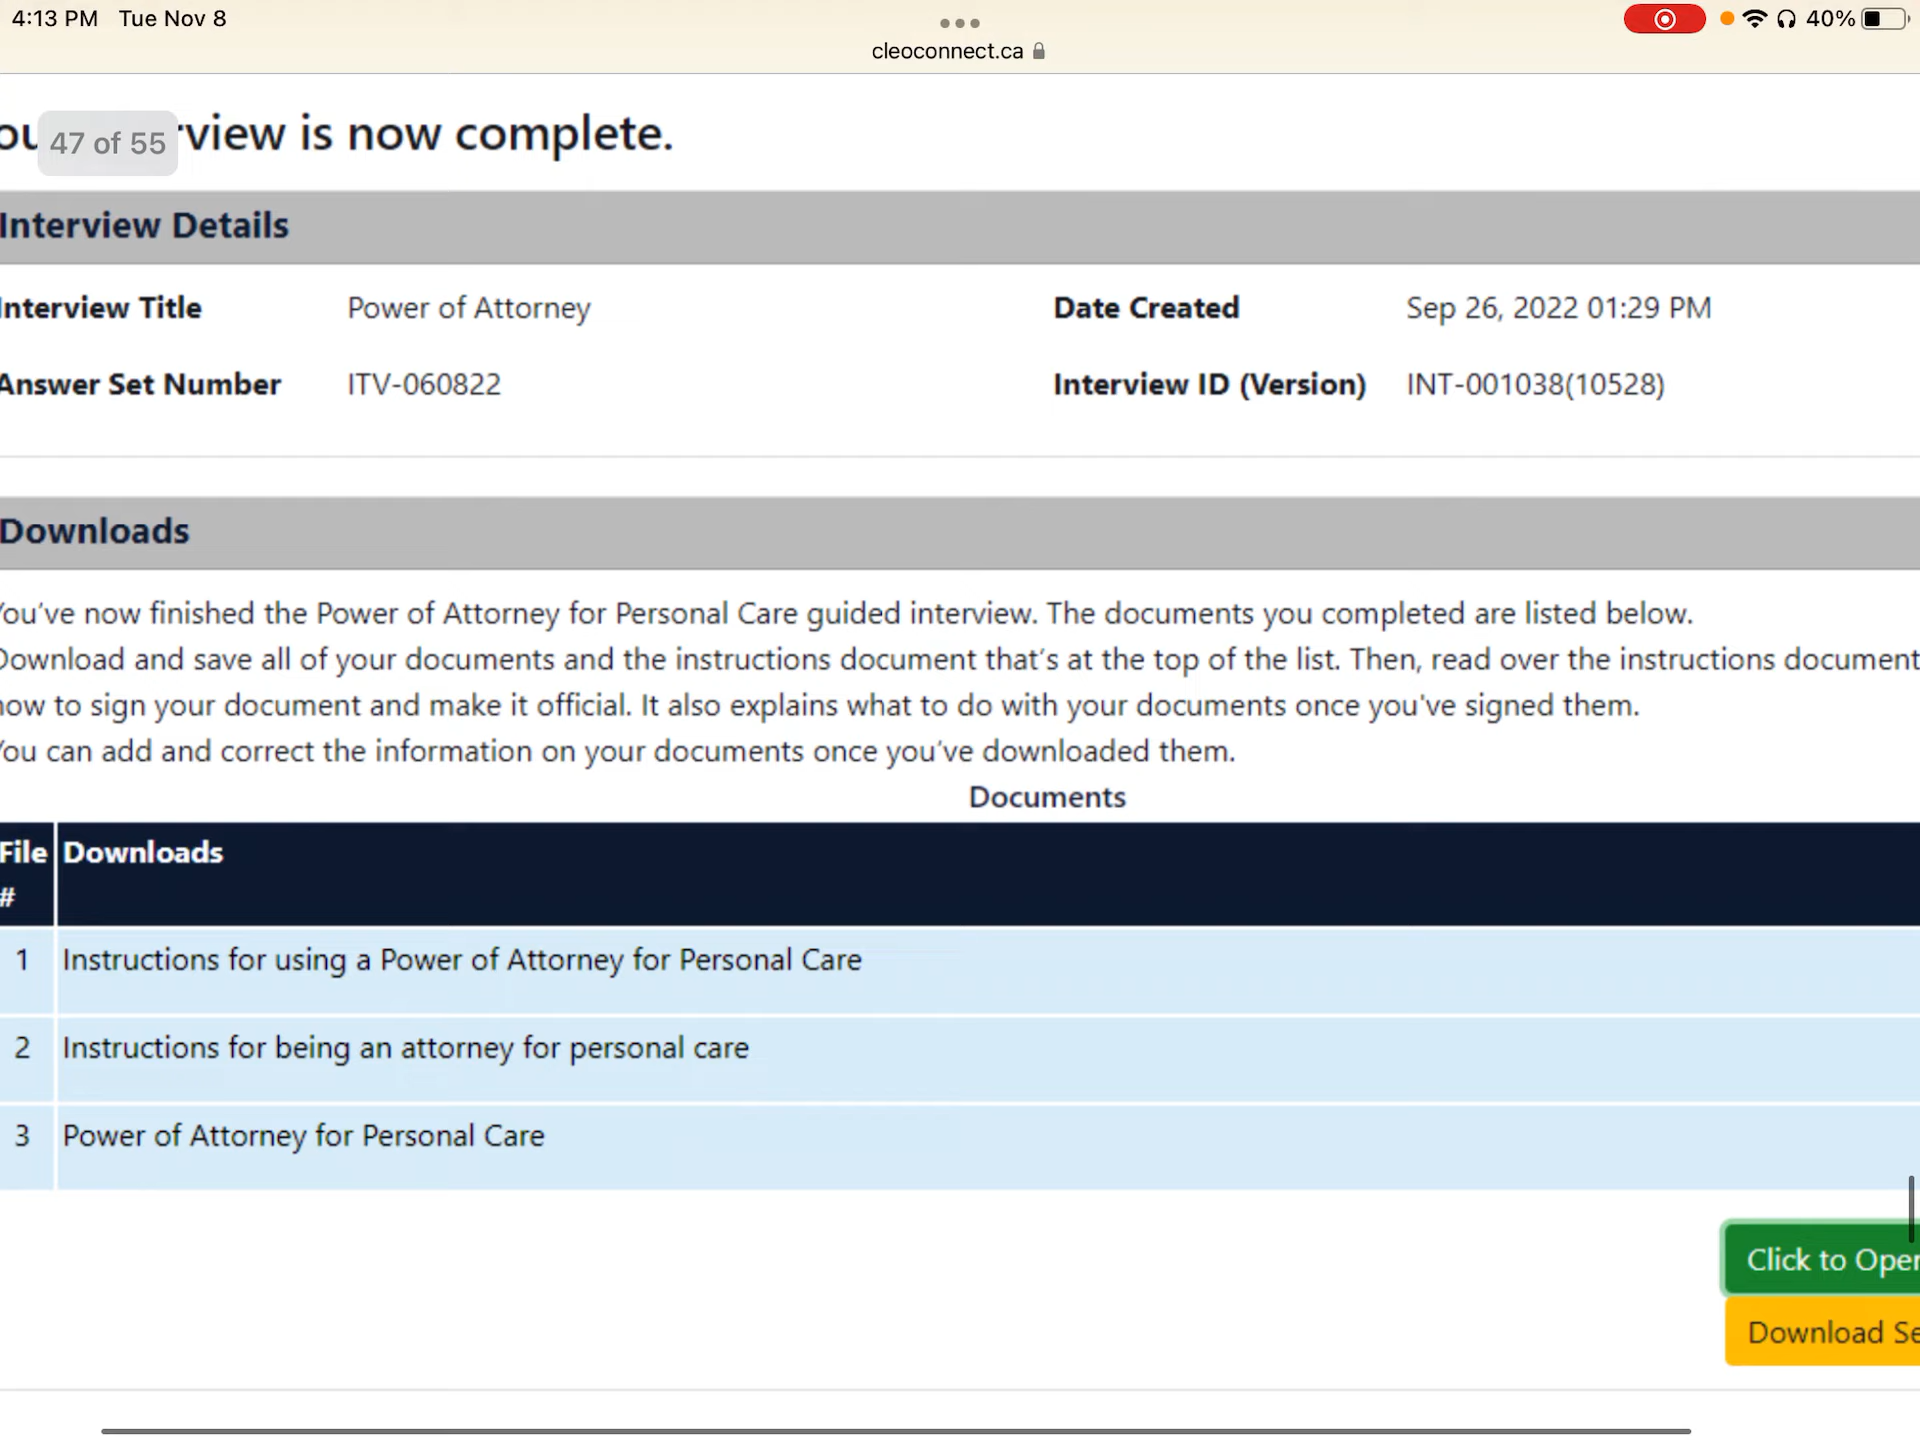 4:13 PM Tue Nov 8
40%
cleoconnect.ca
47 of 55
is now complete.
Interview Details
Interview Title Power of Attorney Date Created Sep 26, 2022 01:29 PM
Answer Set Number ITV-060822 Interview ID (Version) INT-001038(10528)
Downloads
You've now finished the Power of Attorney for Personal Care guided interview. The documents you completed are listed below.
Download and save all of your documents and the instructions document that's at the top of the list. Then, read over the instructions document
how to sign your document and make it official. It also explains what to do with your documents once you've signed them.
You can add and correct the information on your documents once you've downloaded them.
Documents
File # Downloads
1 Instructions for using a Power of Attorney for Personal Care
2 Instructions for being an attorney for personal care
3 Power of Attorney for Personal Care
Click to Open
Download